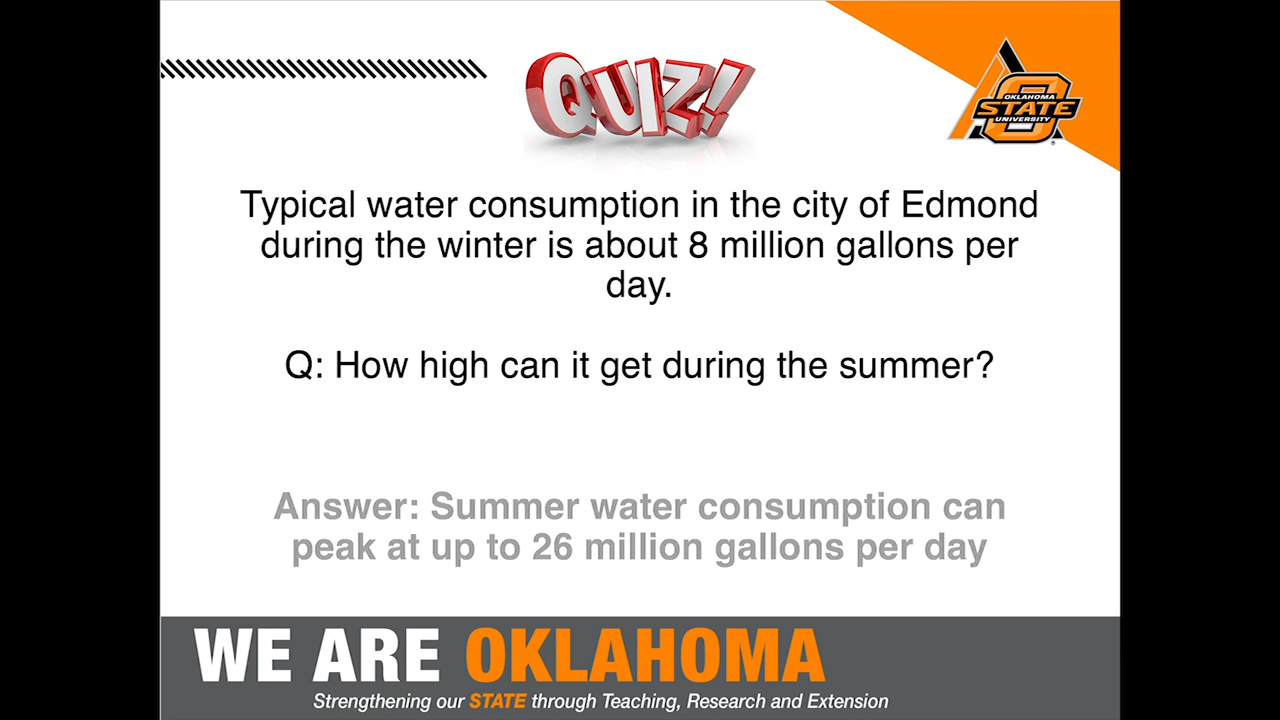 QUIZ!
OKLAHOMA
STATE
UNIVERSITY
Typical water consumption in the city of Edmond
during the winter is about 8 million gallons per
day.
Q: How high can it get during the summer?
Answer: Summer water consumption can
peak at up to 26 million gallons per day
WE ARE OKLAHOMA
Strengthening our STATE through Teaching, Research and Extension